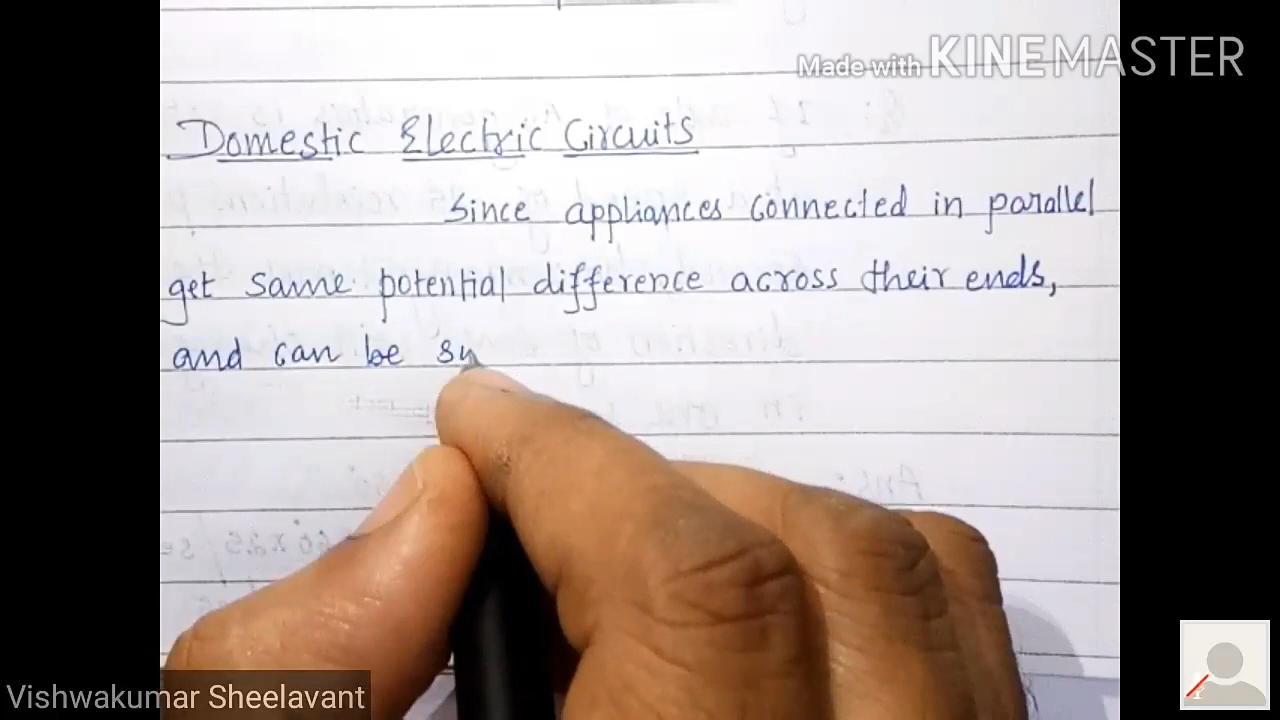 Made with KINEMASTER
Domestic Electric Circuits
Since appliances connected in parallel
get same potential difference across their ends,
and can be
Vishwakumar Sheelavant